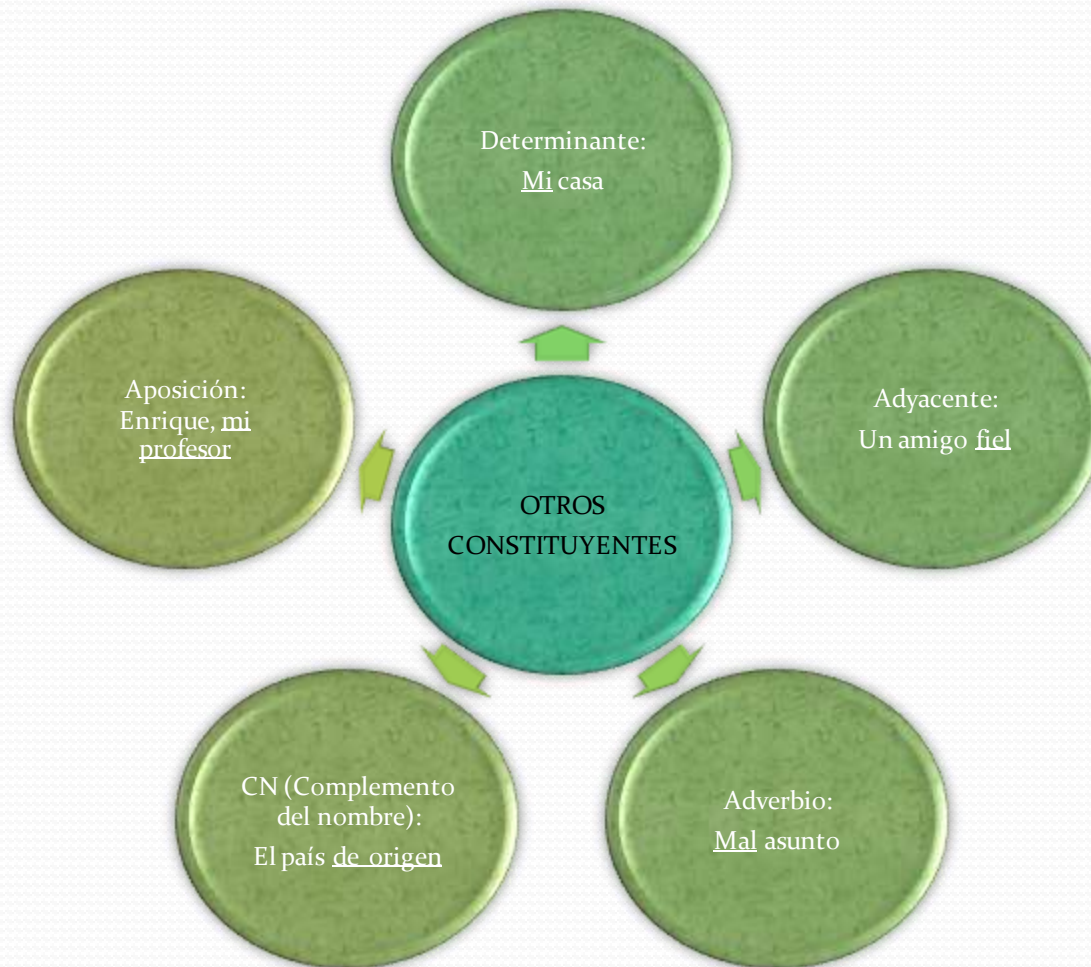 Determinante:
Mi casa
Aposición:
Enrique, mi
profesor
Adyacente:
Un amigo fiel
OTROS
CONSTITUYENTES
CN (Complemento
del nombre):
El país de origen
Adverbio:
Mal asunto